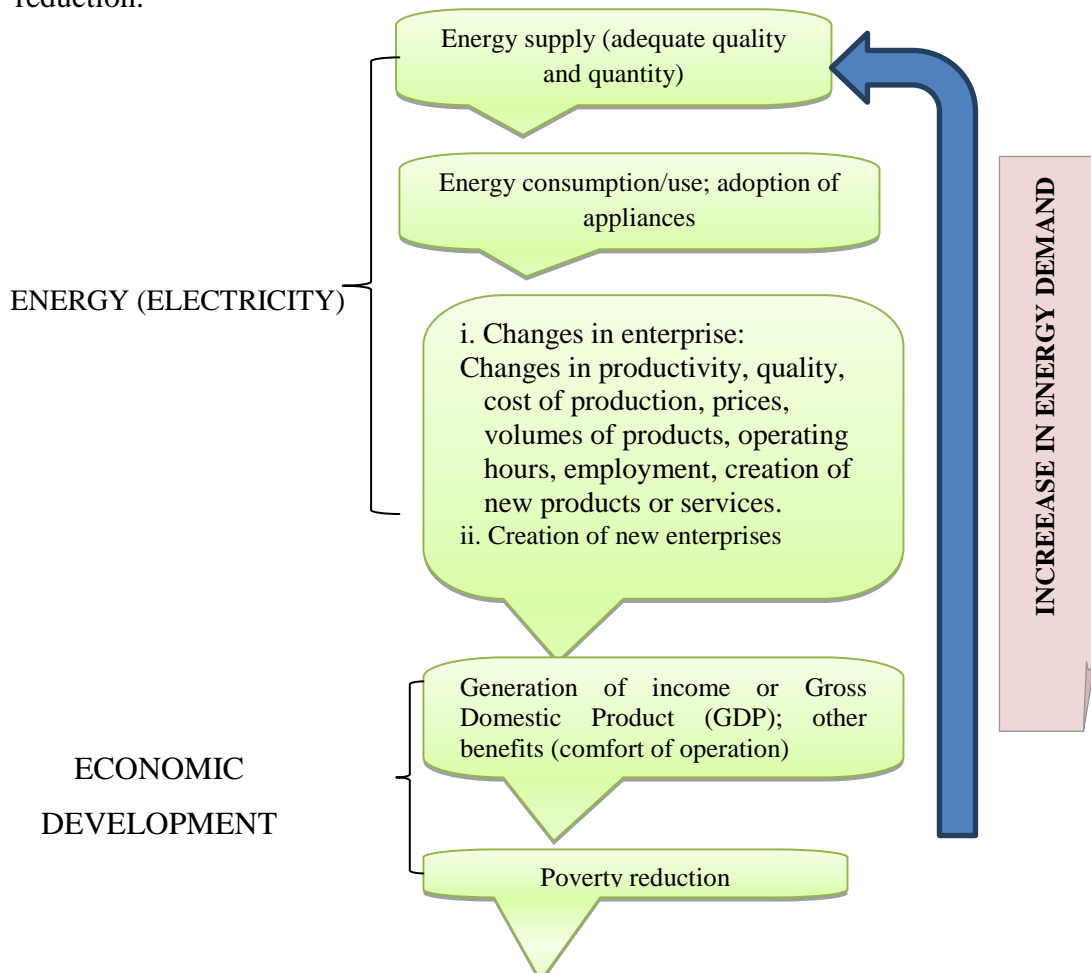 reduction.
Energy supply (adequate quality
and quantity)
Energy consumption/use; adoption of
appliances
ENERGY (ELECTRICITY)
i. Changes in enterprise:
Changes in productivity, quality,
cost of production, prices,
volumes of products, operating
hours, employment, creation of
new products or services.
ii. Creation of new enterprises
INCREEASE IN ENERGY DEMAND
Generation of income or Gross
Domestic Product (GDP); other
benefits (comfort of operation)
ECONOMIC
DEVELOPMENT
Poverty reduction